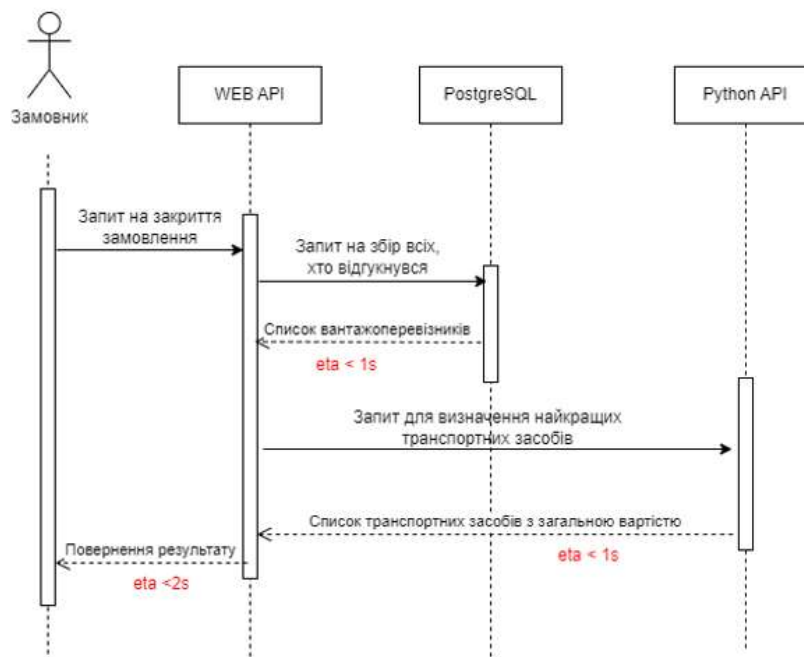 Замовник
WEB API
PostgreSQL
Python API
Запит на закриття
замовлення
Запит на збір всіх,
хто відгукнувся
Список вантажоперевізників
eta < 1s
Запит для визначення найкращих
транспортних засобів
Список транспортних засобів з загальною вартістю
eta < 1s
Повернення результату
eta <2s